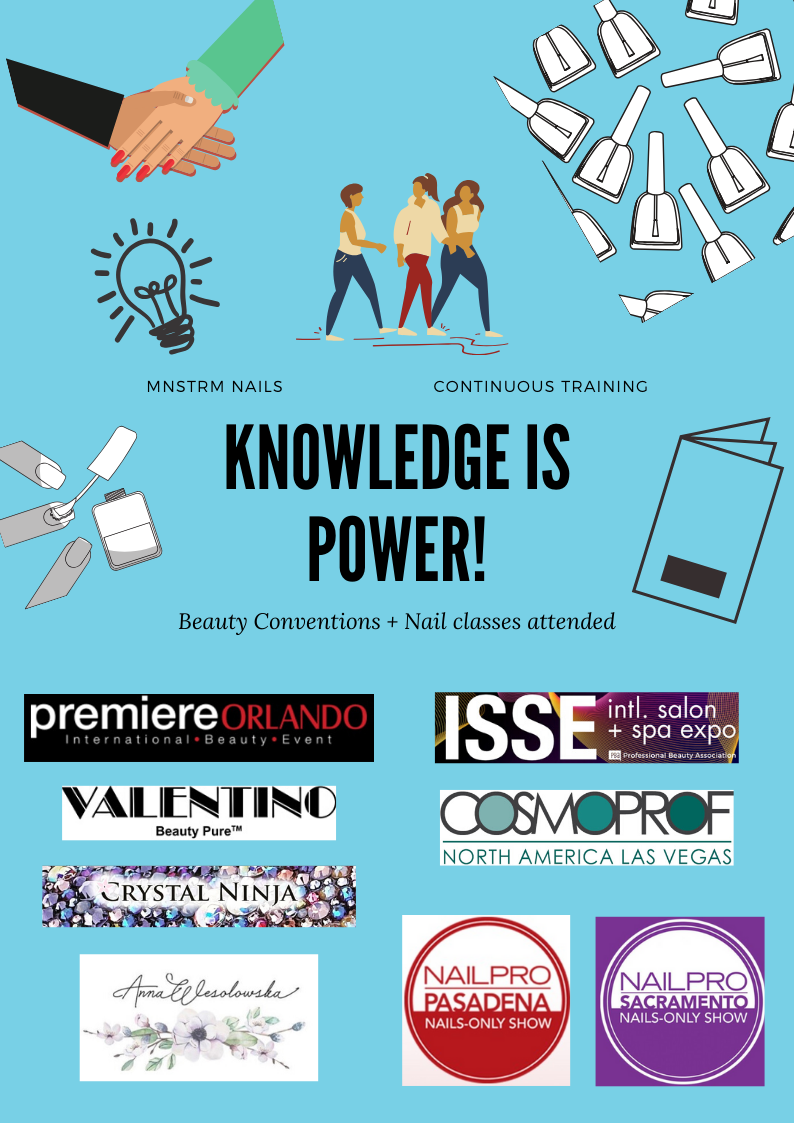 MNSTRM NAILS
CONTINUOUS TRAINING
KNOWLEDGE IS
POWER!
Beauty Conventions + Nail classes attended
premiere ORLANDO
International • Beauty • Event
ISSE intl. salon
+ spa expo
PBA Professional Beauty Association
VALENTINO
Beauty Pure™
COSMOPROF
NORTH AMERICA LAS VEGAS
CRYSTAL NINJA
Anna Wesolowska
NAILPRO
PASADENA
NAILS-ONLY SHOW
NAILPRO
SACRAMENTO
NAILS-ONLY SHOW